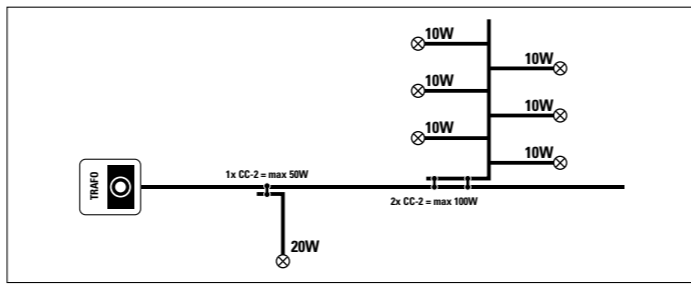 10W
10W
10W
10W
10W
10W
TRAFO
1x CC-2 = max 50W
2x CC-2 = max 100W
20W